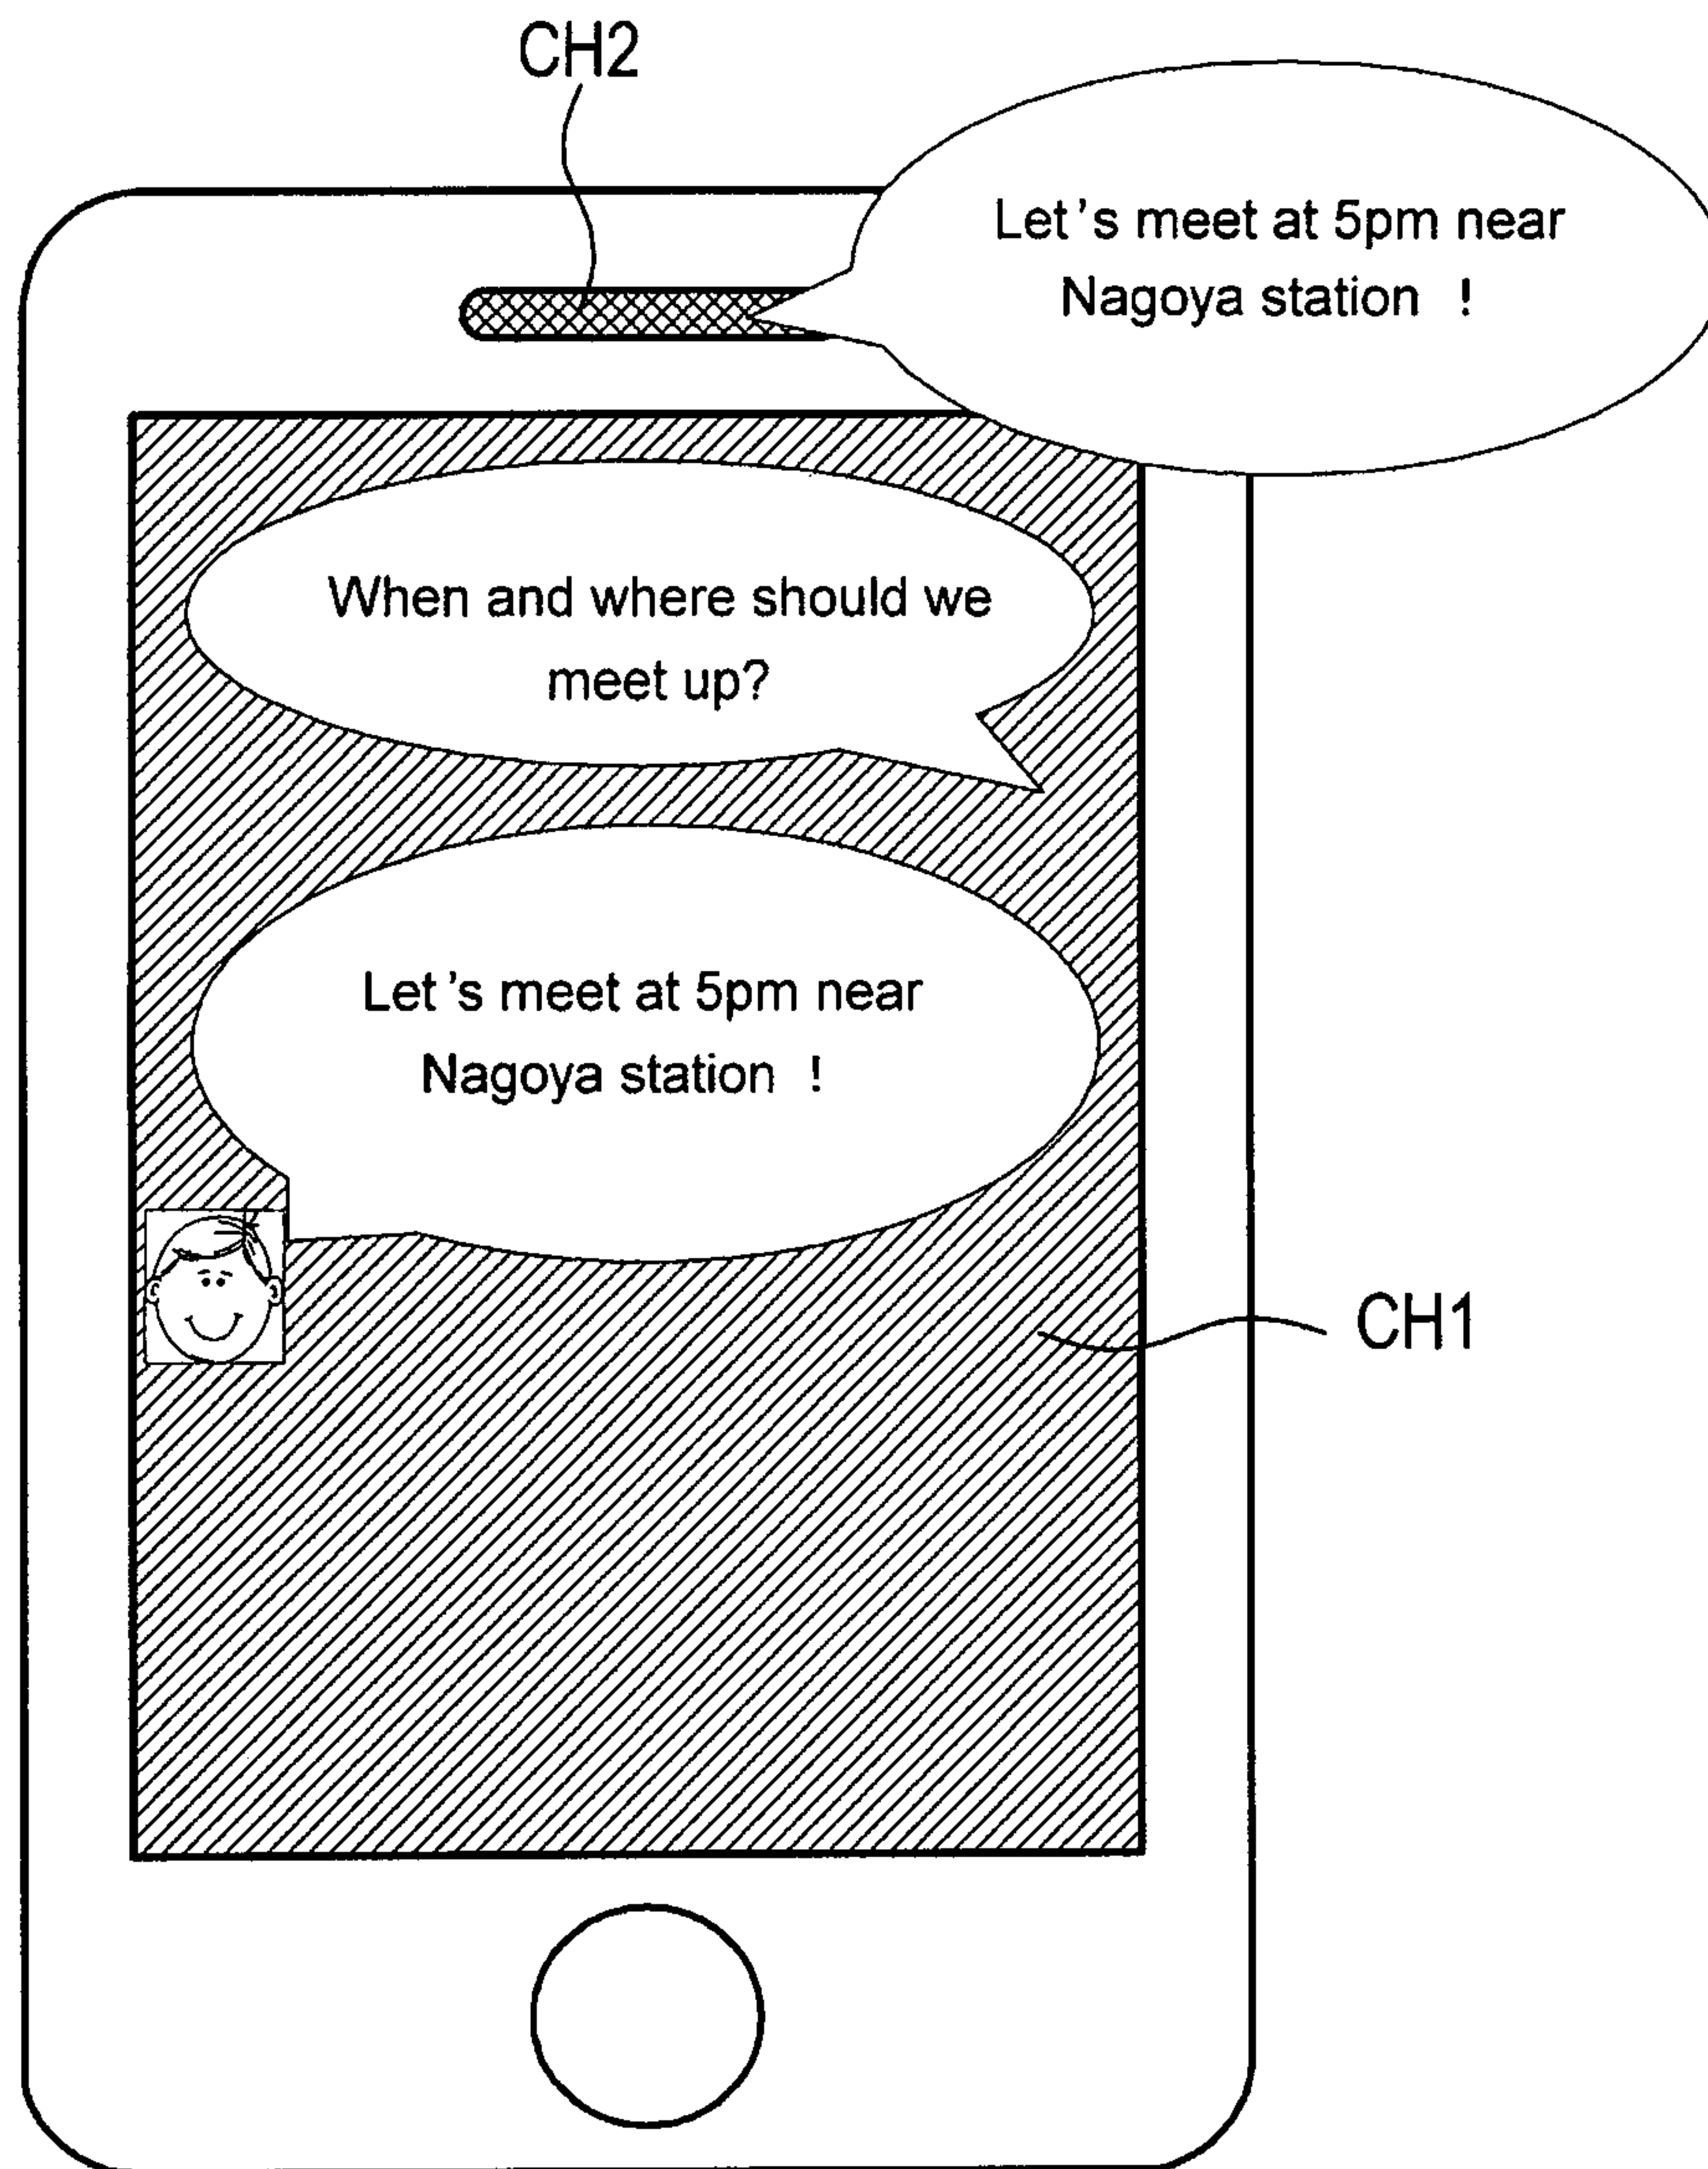 CH2
Let's meet at 5pm near
Nagoya station !
When and where should we
meet up?
Let's meet at 5pm near
Nagoya station !
CH1